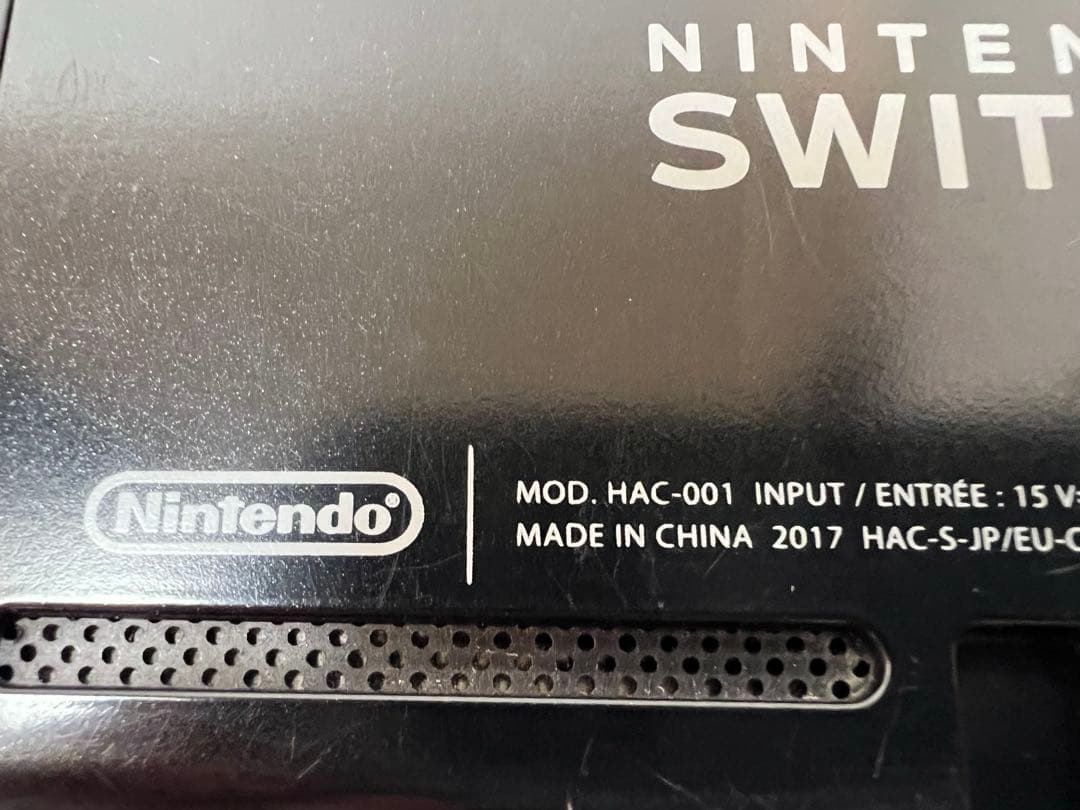 NINTEN
SWIT
Nintendo®
MOD. HAC-001 INPUT / ENTRÉE : 15 V
MADE IN CHINA 2017 HAC-S-JP/EU-C